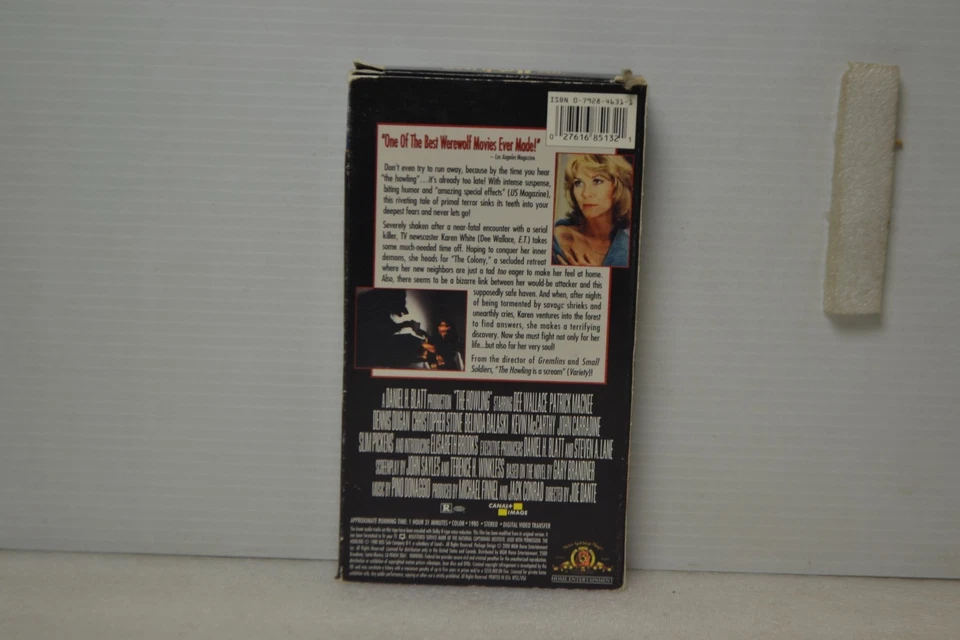 ISBN 0-7928-4631-1
0 27616 85132 1
"One Of The Best Werewolf Movies Ever Made!"
– Los Angeles Magazine
Don't even try to run away, because by the time you hear
"the howling"...it's already too late! With intense suspense,
biting humor and "amazing special effects" (US Magazine),
this riveting tale of primal terror sinks its teeth into your
deepest fears and never lets go!
Severely shaken after a near-fatal encounter with a serial
killer, TV newscaster Karen White (Dee Wallace, E.T.) takes
some much-needed time off. Hoping to conquer her inner
demons, she heads for "The Colony," a secluded retreat
where her new neighbors are just a tad too eager to make her feel at home.
Also, there seems to be a bizarre link between her would-be attacker and this
supposedly safe haven. And when, after nights
of being tormented by savage shrieks and
unearthly cries, Karen ventures into the forest
to find answers, she makes a terrifying
discovery. Now she must fight not only for her
life...but also for her very soul!
From the director of Gremlins and Small
Soldiers, "The Howling is a scream" (Variety)!
A DANIEL H. BLATT PRODUCTION "THE HOWLING" STARRING DEE WALLACE PATRICK MACNEE
DENNIS DUGAN CHRISTOPHER STONE BELINDA BALASKI KEVIN McCARTHY JOHN CARRADINE
SLIM PICKENS AND INTRODUCING ELISABETH BROOKS EXECUTIVE PRODUCERS DANIEL H. BLATT AND STEVEN A. LANE
SCREENPLAY BY JOHN SAYLES AND TERENCE H. WINKLESS BASED ON THE NOVEL BY GARY BRANDNER
MUSIC BY PINO DONAGGIO PRODUCED BY MICHAEL FINNELL AND JACK CONRAD DIRECTED BY JOE DANTE
R
CANAL+
IMAGE
APPROXIMATE RUNNING TIME: 1 HOUR 31 MINUTES • COLOR • 1980 • STEREO • DIGITAL VIDEO TRANSFER
HOME ENTERTAINMENT